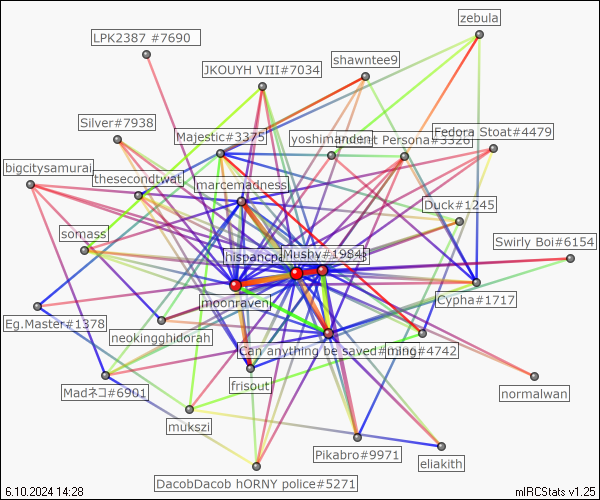 zebula
LPK2387 #7690
shawntee9
JKOUYH VIII#7034
Silver#7938
Majestic#3375
yoshimanden
Persona#3320
Fedora Stoat#4479
bigcitysamurai
thesecondtwat
marcemadness
Duck#1245
somass
hispancpa
Mushy#1984
Swirly Boi#6154
Cypha#1717
moonraven
Eg.Master#1378
neokingghidorah
Can anything be saved
ming#4742
frisout
Madネコ#6901
normalwan
mukszi
Pikabro#9971
eliakith
DacobDacob hORNY police#5271
6.10.2024 14:28
mIRCStats v1.25